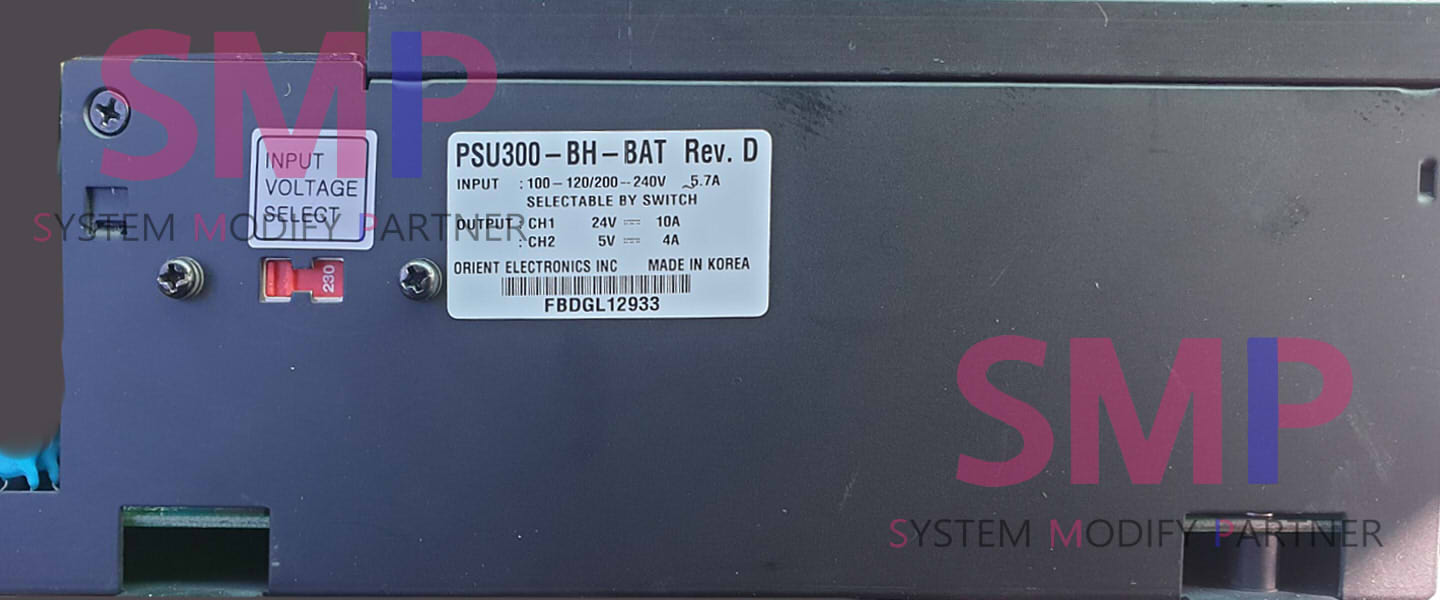 SMP
SYSTEM MODIFY PARTNER
INPUT
VOLTAGE
SELECT
230
PSU300-BH-BAT Rev. D
INPUT : 100-120/200--240V ~5.7A
SELECTABLE BY SWITCH
OUTPUT : CH1 24V ⎓ 10A
: CH2 5V ⎓ 4A
ORIENT ELECTRONICS INC MADE IN KOREA
FBDGL12933
SMP
SYSTEM MODIFY PARTNER